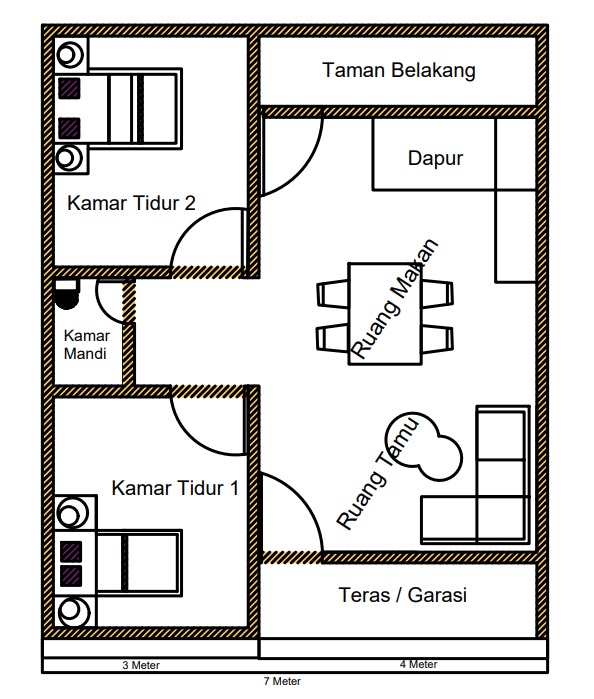 Taman Belakang
Dapur
Kamar Tidur 2
Ruang Makan
Kamar
Mandi
Ruang Tamu
Kamar Tidur 1
Teras / Garasi
3 Meter
4 Meter
7 Meter